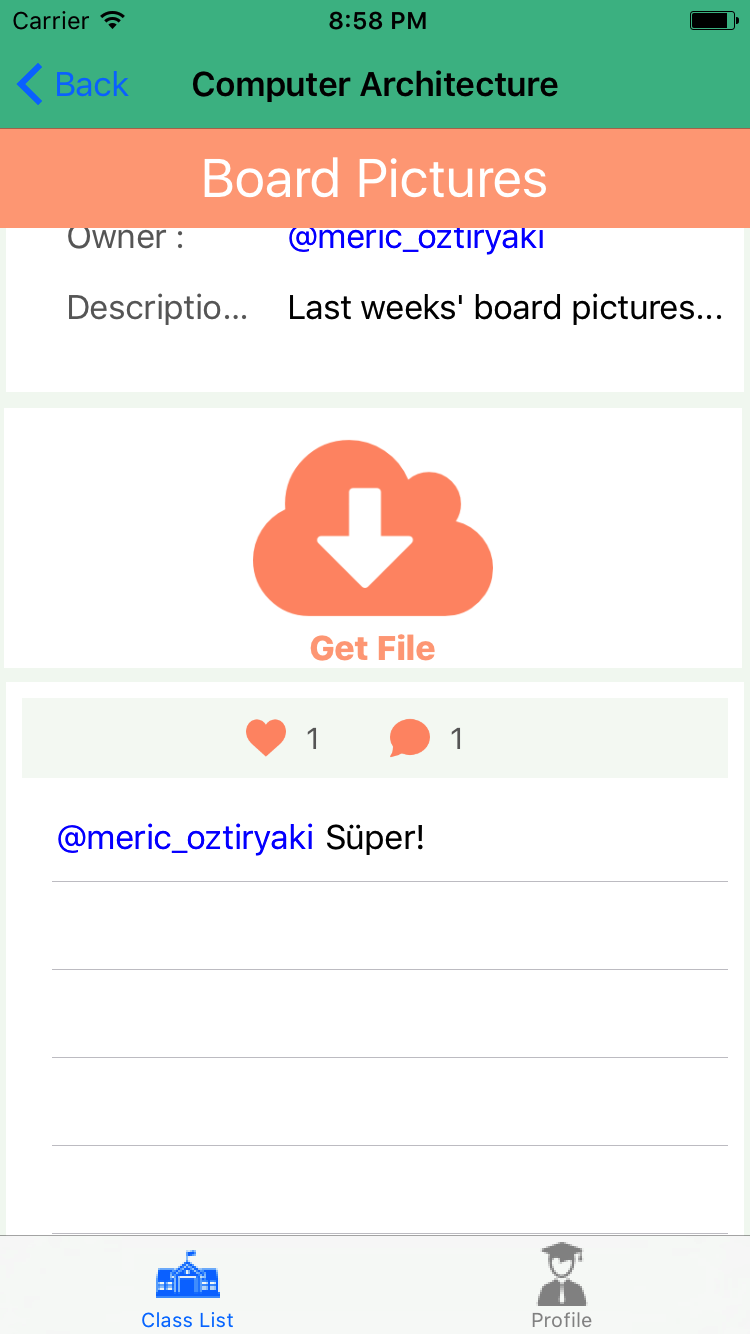 Carrier 8:58 PM
Back Computer Architecture
Board Pictures
Owner : @meric_oztiryaki
Descriptio... Last weeks' board pictures...
Get File
1 1
@meric_oztiryaki Süper!
Class List Profile